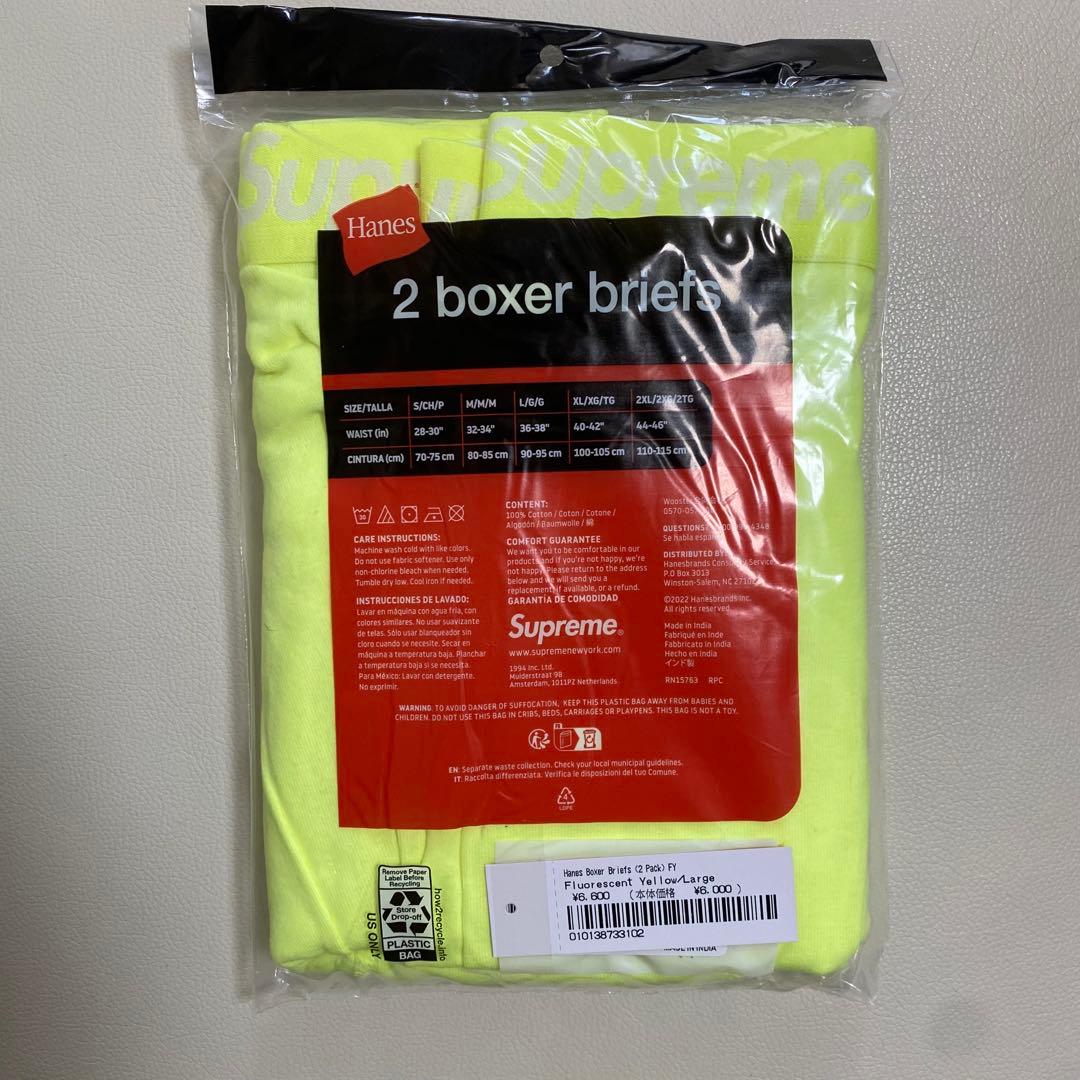 Supreme
Supreme
Hanes
2 boxer briefs
SIZE/TALLA S/CH/P M/M/M L/G/G XL/XG/TG 2XL/2XG/2TG
WAIST (in) 28-30" 32-34" 36-38" 40-42" 44-46"
CINTURA (cm) 70-75 cm 80-85 cm 90-95 cm 100-105 cm 110-115 cm
30
CARE INSTRUCTIONS:
Machine wash cold with like colors.
Do not use fabric softener. Use only
non-chlorine bleach when needed.
Tumble dry low. Cool iron if needed.
INSTRUCCIONES DE LAVADO:
Lavar en máquina con agua fría, con
colores similares. No usar suavizante
de telas. Sólo usar blanqueador sin
cloro cuando se necesite. Secar en
máquina a temperatura baja. Planchar
a temperatura baja si se necesita.
Para México: Lavar con detergente.
No exprimir.
CONTENT:
100% Cotton / Coton / Cotone /
Algodón / Baumwolle / 綿
COMFORT GUARANTEE
We want you to be comfortable in our
products and if you're not happy, we're
not happy. Please return to the address
below and we will send you a
replacement, if available, or a refund.
GARANTÍA DE COMODIDAD
Supreme®
www.supremenewyork.com
1994 Inc. Ltd.
Muiderstraat 9B
Amsterdam, 1011PZ Netherlands
QUESTIONS?
Se habla español
DISTRIBUTED BY:
Hanesbrands Consumer Services
P.O Box 3013
Winston-Salem, NC 27102
©2022 Hanesbrands Inc.
All rights reserved
Made in India
Fabriqué en Inde
Fabbricato in India
Hecho en India
インド製
RN15763 RPC
WARNING: TO AVOID DANGER OF SUFFOCATION, KEEP THIS PLASTIC BAG AWAY FROM BABIES AND
CHILDREN. DO NOT USE THIS BAG IN CRIBS, BEDS, CARRIAGES OR PLAYPENS. THIS BAG IS NOT A TOY.
FR
EN: Separate waste collection. Check your local municipal guidelines.
IT: Raccolta differenziata. Verifica le disposizioni del tuo Comune.
4
LDPE
Remove Paper
Label Before
Recycling
Store
Drop-off
PLASTIC
BAG
how2recycle.info
US ONLY
Hanes Boxer Briefs (2 Pack) FY
Fluorescent Yellow/Large
¥6,600 (本体価格 ¥6,000)
010138733102
MADE IN INDIA